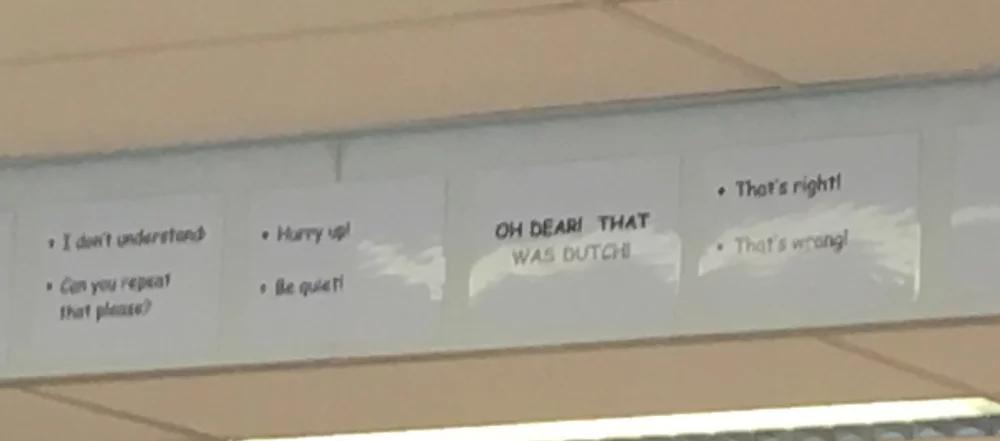 • I don't understand
• Can you repeat
that please?
• Hurry up!
• Be quiet!
OH DEAR! THAT
WAS DUTCH!
• That's right!
• That's wrong!